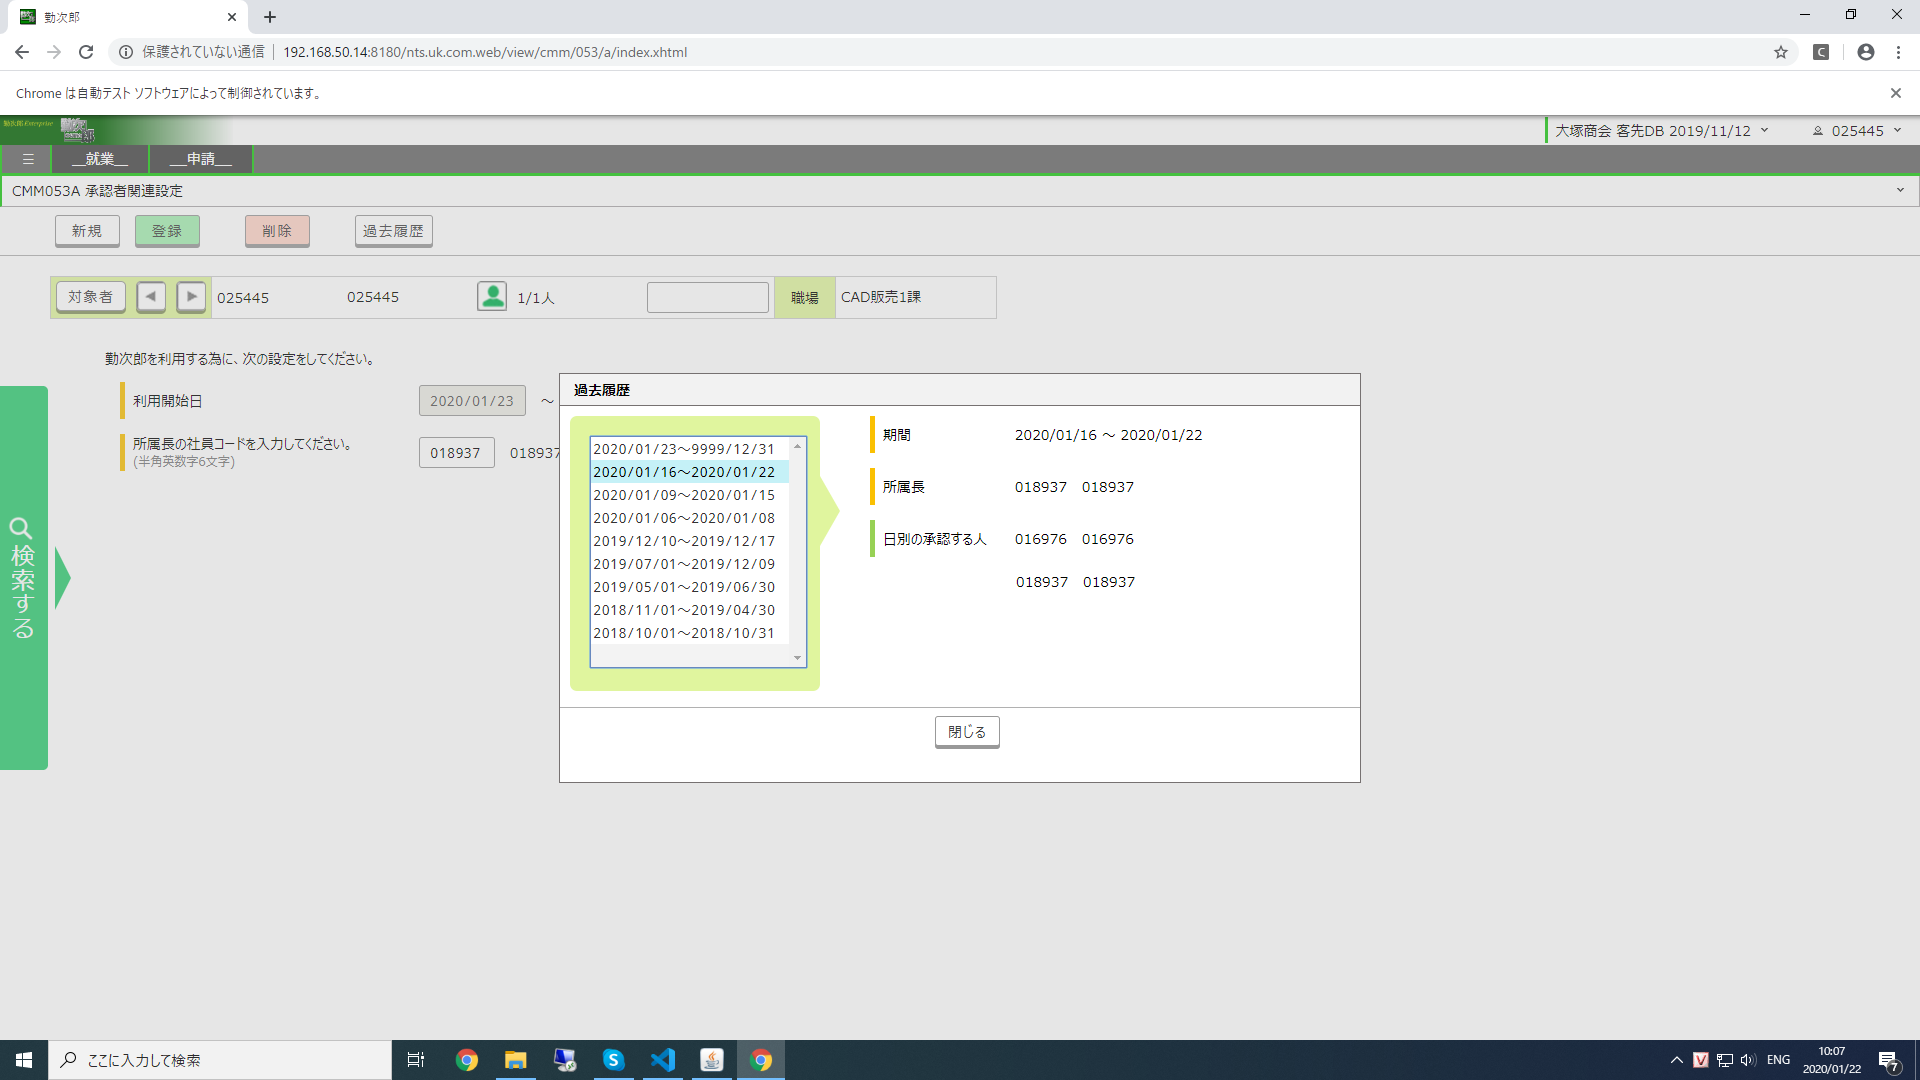 勤次郎
保護されていない通信 192.168.50.14:8180/nts.uk.com.web/view/cmm/053/a/index.xhtml
Chrome は自動テスト ソフトウェアによって制御されています。
勤次郎 Enterprise 大塚商会 客先DB 2019/11/12 025445
__就業__ __申請__
CMM053A 承認者関連設定
新規 登録 削除 過去履歴
対象者 ◀ ▶ 025445 025445 1/1人 職場 CAD販売1課
勤次郎を利用する為に、次の設定をしてください。
利用開始日 2020/01/23 ～
所属長の社員コードを入力してください。
(半角英数字6文字)
018937 018937
検索する
過去履歴
2020/01/23～9999/12/31
2020/01/16～2020/01/22
2020/01/09～2020/01/15
2020/01/06～2020/01/08
2019/12/10～2019/12/17
2019/07/01～2019/12/09
2019/05/01～2019/06/30
2018/11/01～2019/04/30
2018/10/01～2018/10/31
期間 2020/01/16 ～ 2020/01/22
所属長 018937 018937
日別の承認する人 016976 016976
018937 018937
閉じる
ここに入力して検索
ENG
10:07
2020/01/22
7